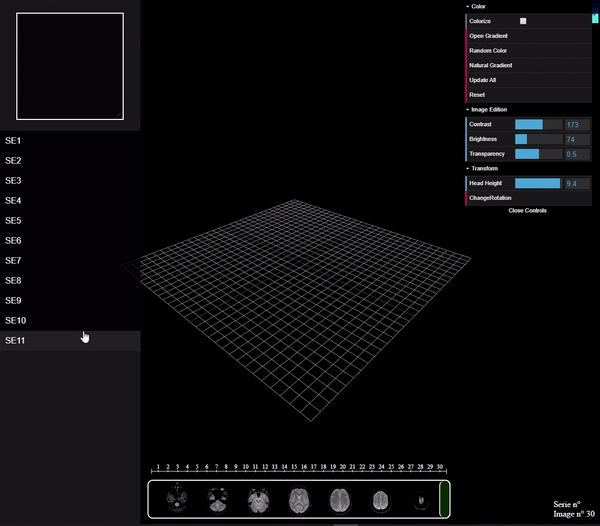 SE1
SE2
SE3
SE4
SE5
SE6
SE7
SE8
SE9
SE10
SE11
Color
Colorize
Open Gradient
Random Color
Natural Gradient
Update All
Reset
Image Edition
Contrast 173
Brightness 74
Transparency 0.5
Transform
Head Height 9.4
ChangeRotation
Close Controls
1 2 3 4 5 6 7 8 9 10 11 12 13 14 15 16 17 18 19 20 21 22 23 24 25 26 27 28 29 30
Serie n°
Image n° 30